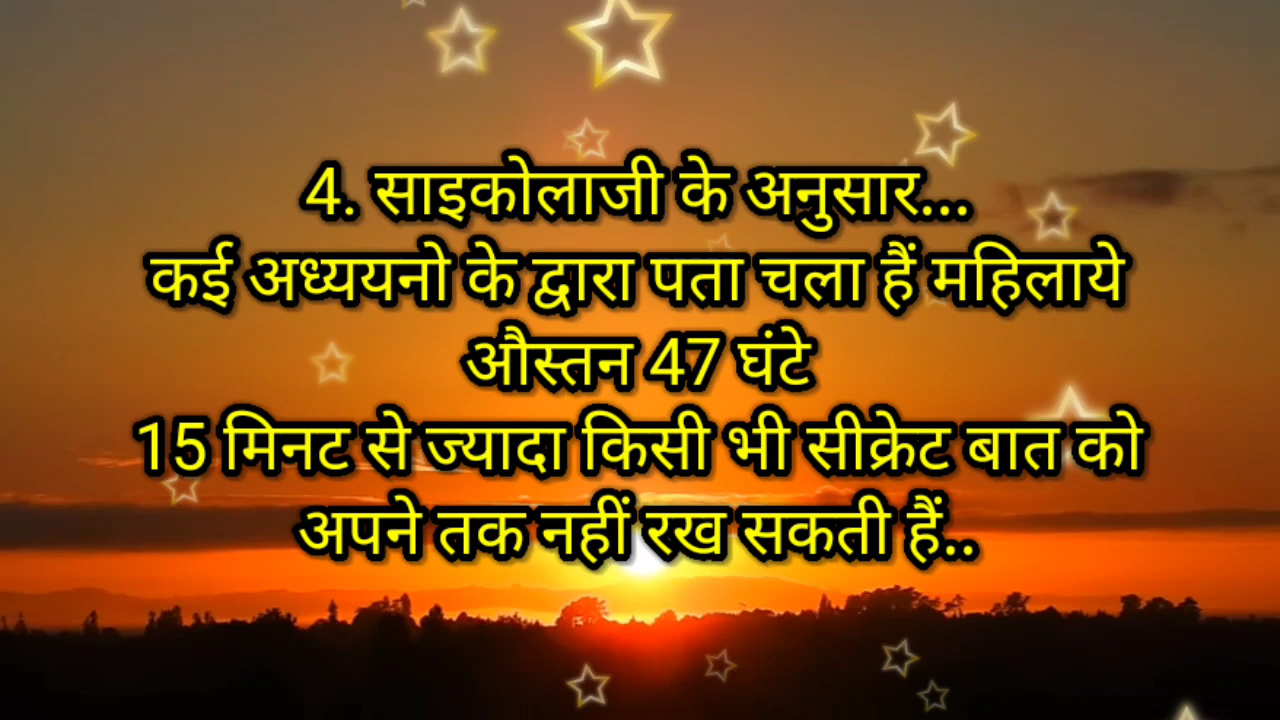 4. साइकोलाजी के अनुसार...
कई अध्ययनो के द्वारा पता चला हैं महिलाये
औस्तन 47 घंटे
15 मिनट से ज्यादा किसी भी सीक्रेट बात को
अपने तक नहीं रख सकती हैं..